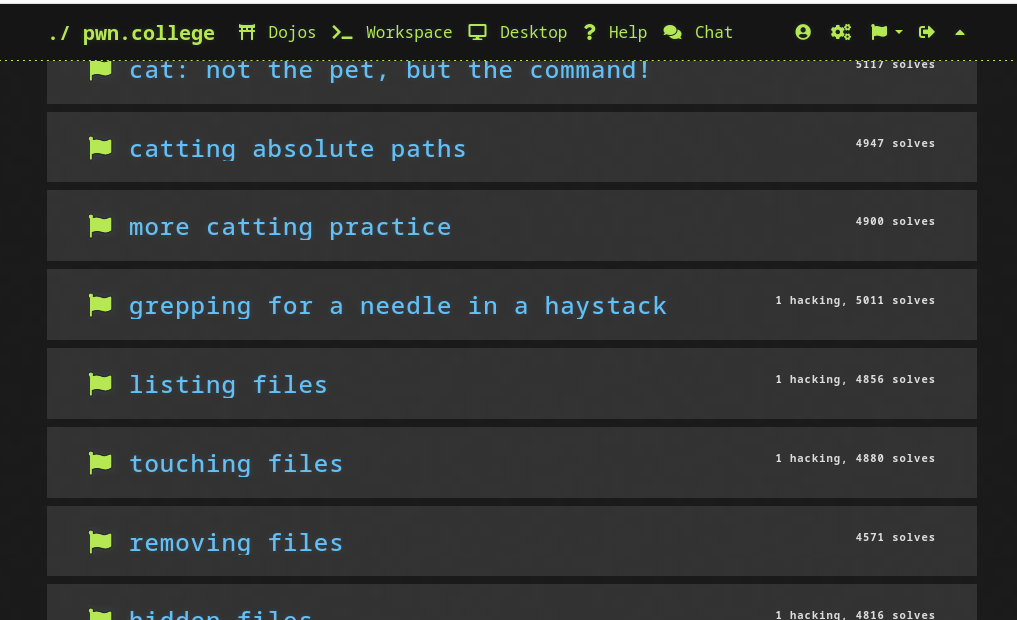 ./ pwn.college Dojos Workspace Desktop Help Chat
cat: not the pet, but the command! 5117 solves
catting absolute paths 4947 solves
more catting practice 4900 solves
grepping for a needle in a haystack 1 hacking, 5011 solves
listing files 1 hacking, 4856 solves
touching files 1 hacking, 4880 solves
removing files 4571 solves
hidden files 1 hacking, 4816 solves